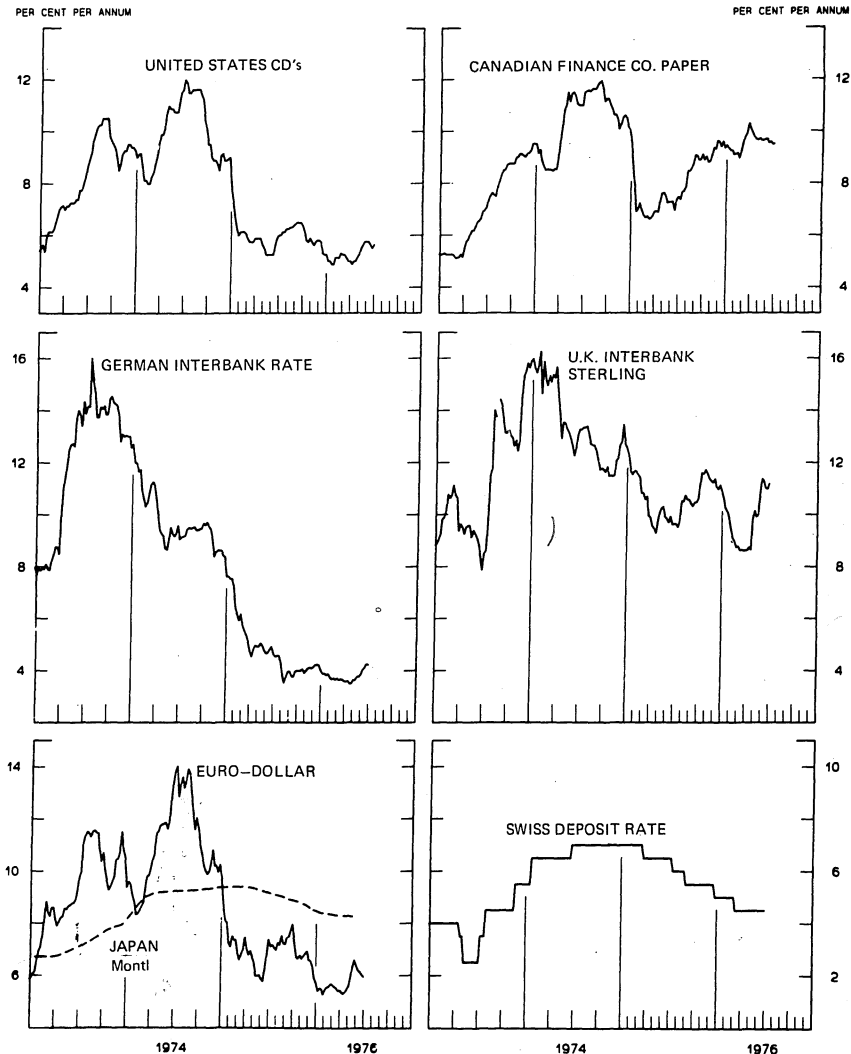 PER CENT PER ANNUM
PER CENT PER ANNUM
UNITED STATES CD's
CANADIAN FINANCE CO. PAPER
12
8
4
12
8
4
GERMAN INTERBANK RATE
U.K. INTERBANK
STERLING
16
12
8
4
16
12
8
4
EURO-DOLLAR
SWISS DEPOSIT RATE
14
10
6
JAPAN
Montl
10
6
2
1974
1976
1974
1976